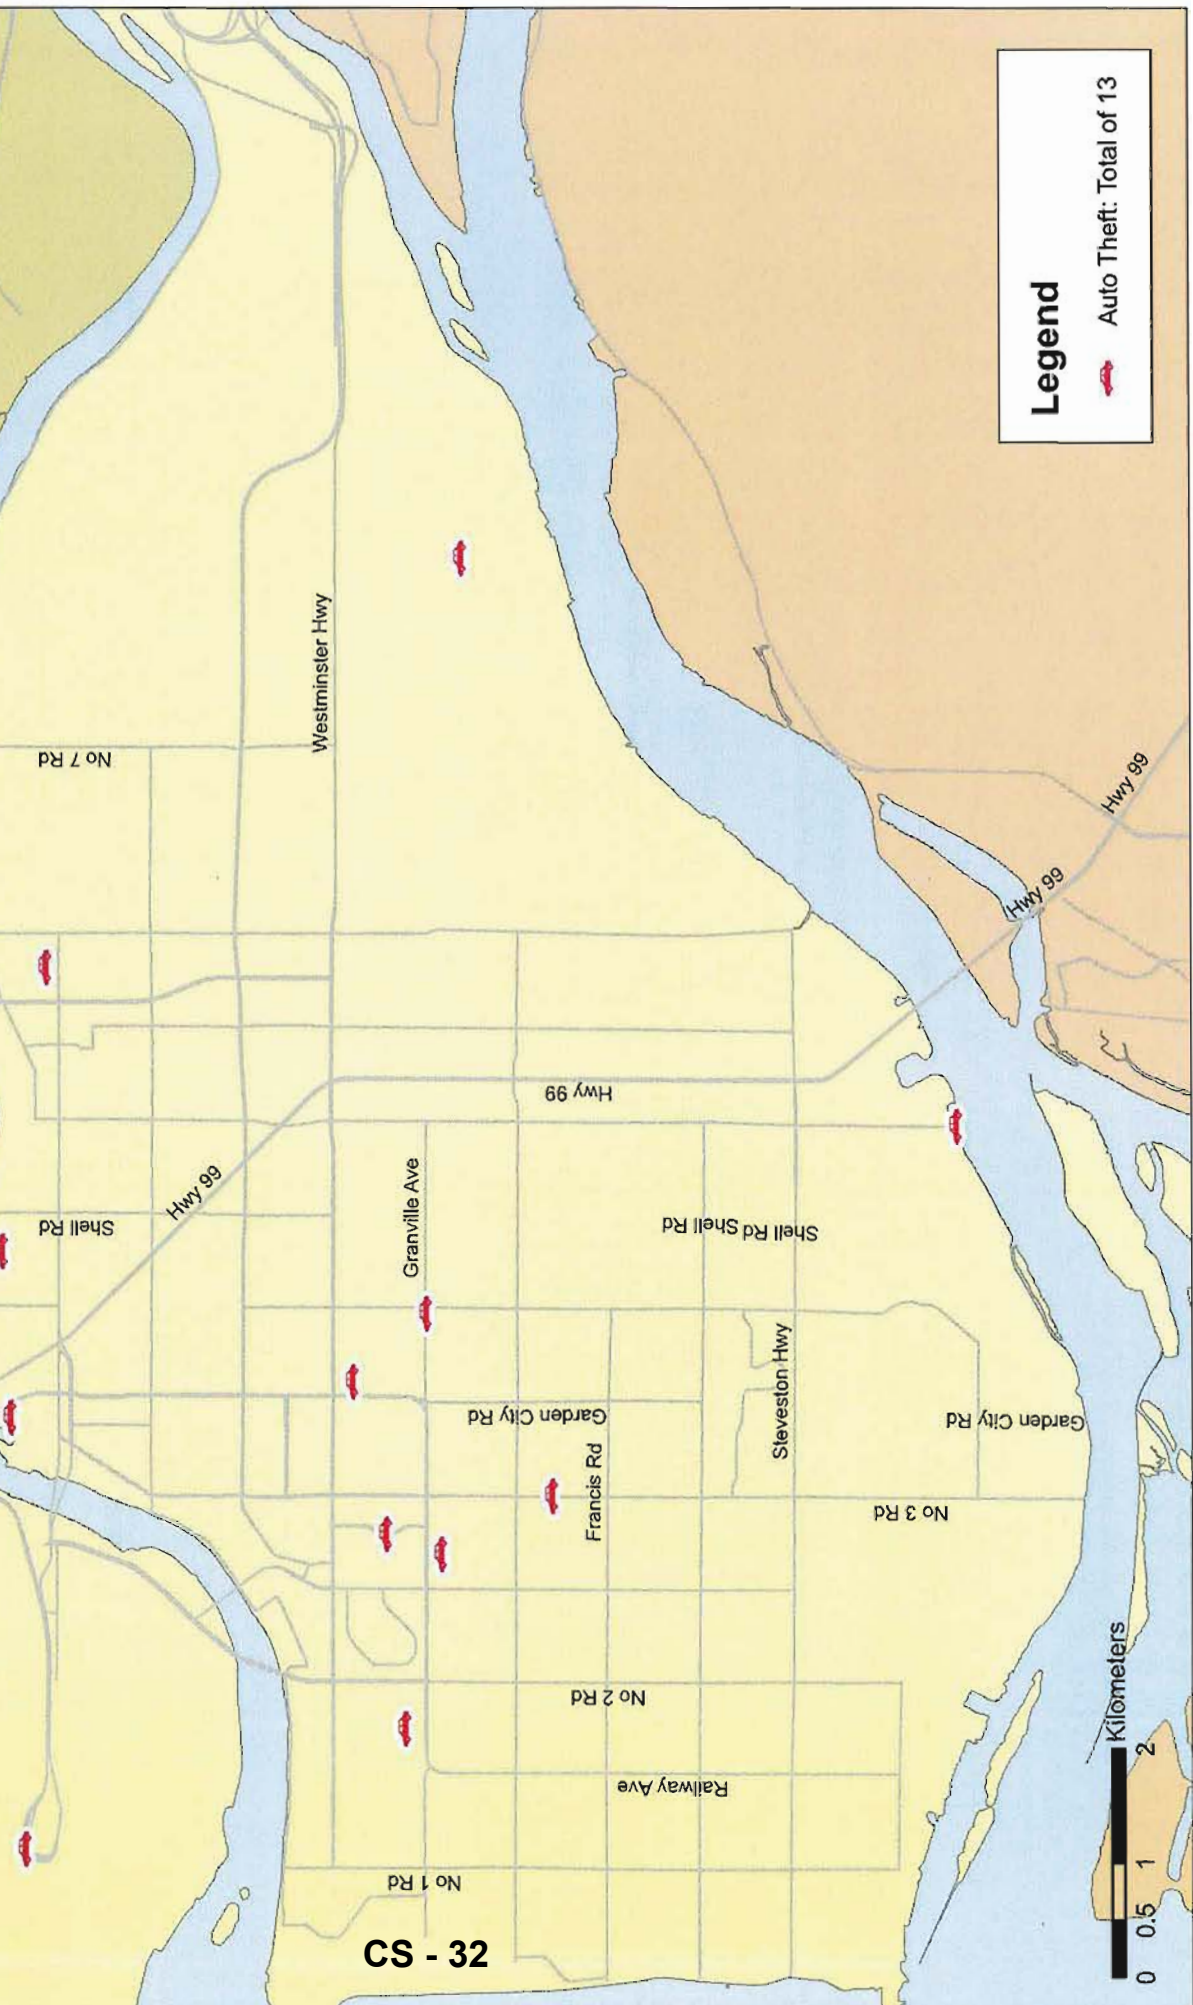 No 7 Rd
Westminster Hwy
Shell Rd
Hwy 99
Granville Ave
Hwy 99
Shell Rd
Shell Rd
Garden City Rd
Francis Rd
Steveston Hwy
Garden City Rd
No 3 Rd
No 2 Rd
Railway Ave
No 1 Rd
Hwy 99
Hwy 99
Legend
Auto Theft: Total of 13
Kilometers
0 0.5 1 2
CS - 32